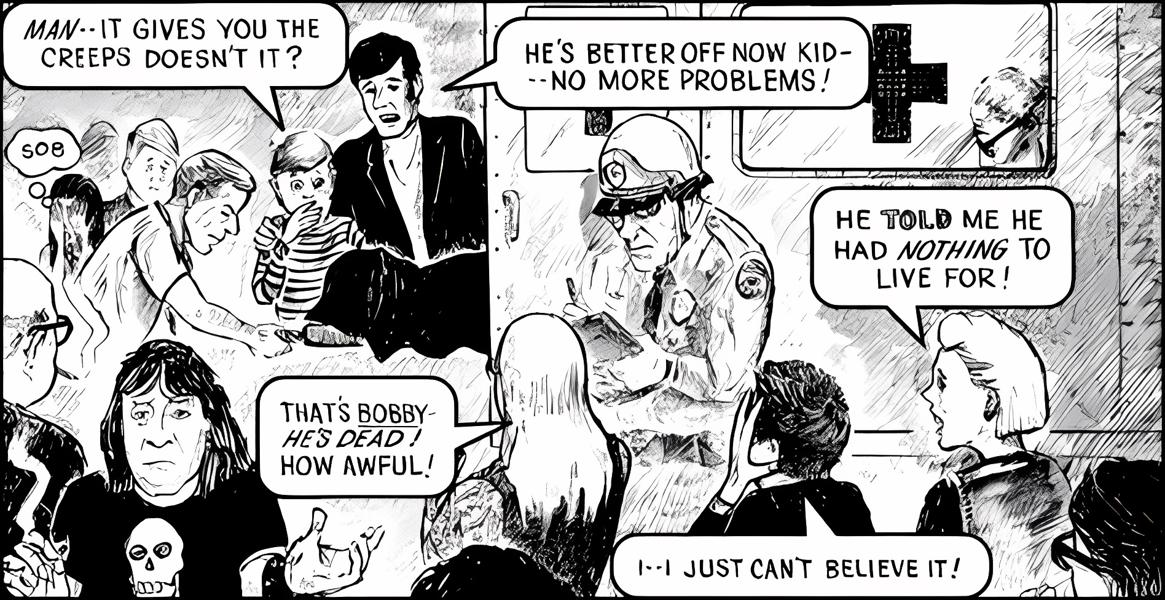 MAN--IT GIVES YOU THE
CREEPS DOESN'T IT?
HE'S BETTER OFF NOW KID-
--NO MORE PROBLEMS!
SOB
HE TOLD ME HE
HAD NOTHING TO
LIVE FOR!
THAT'S BOBBY-
HE'S DEAD!
HOW AWFUL!
I--I JUST CAN'T BELIEVE IT!